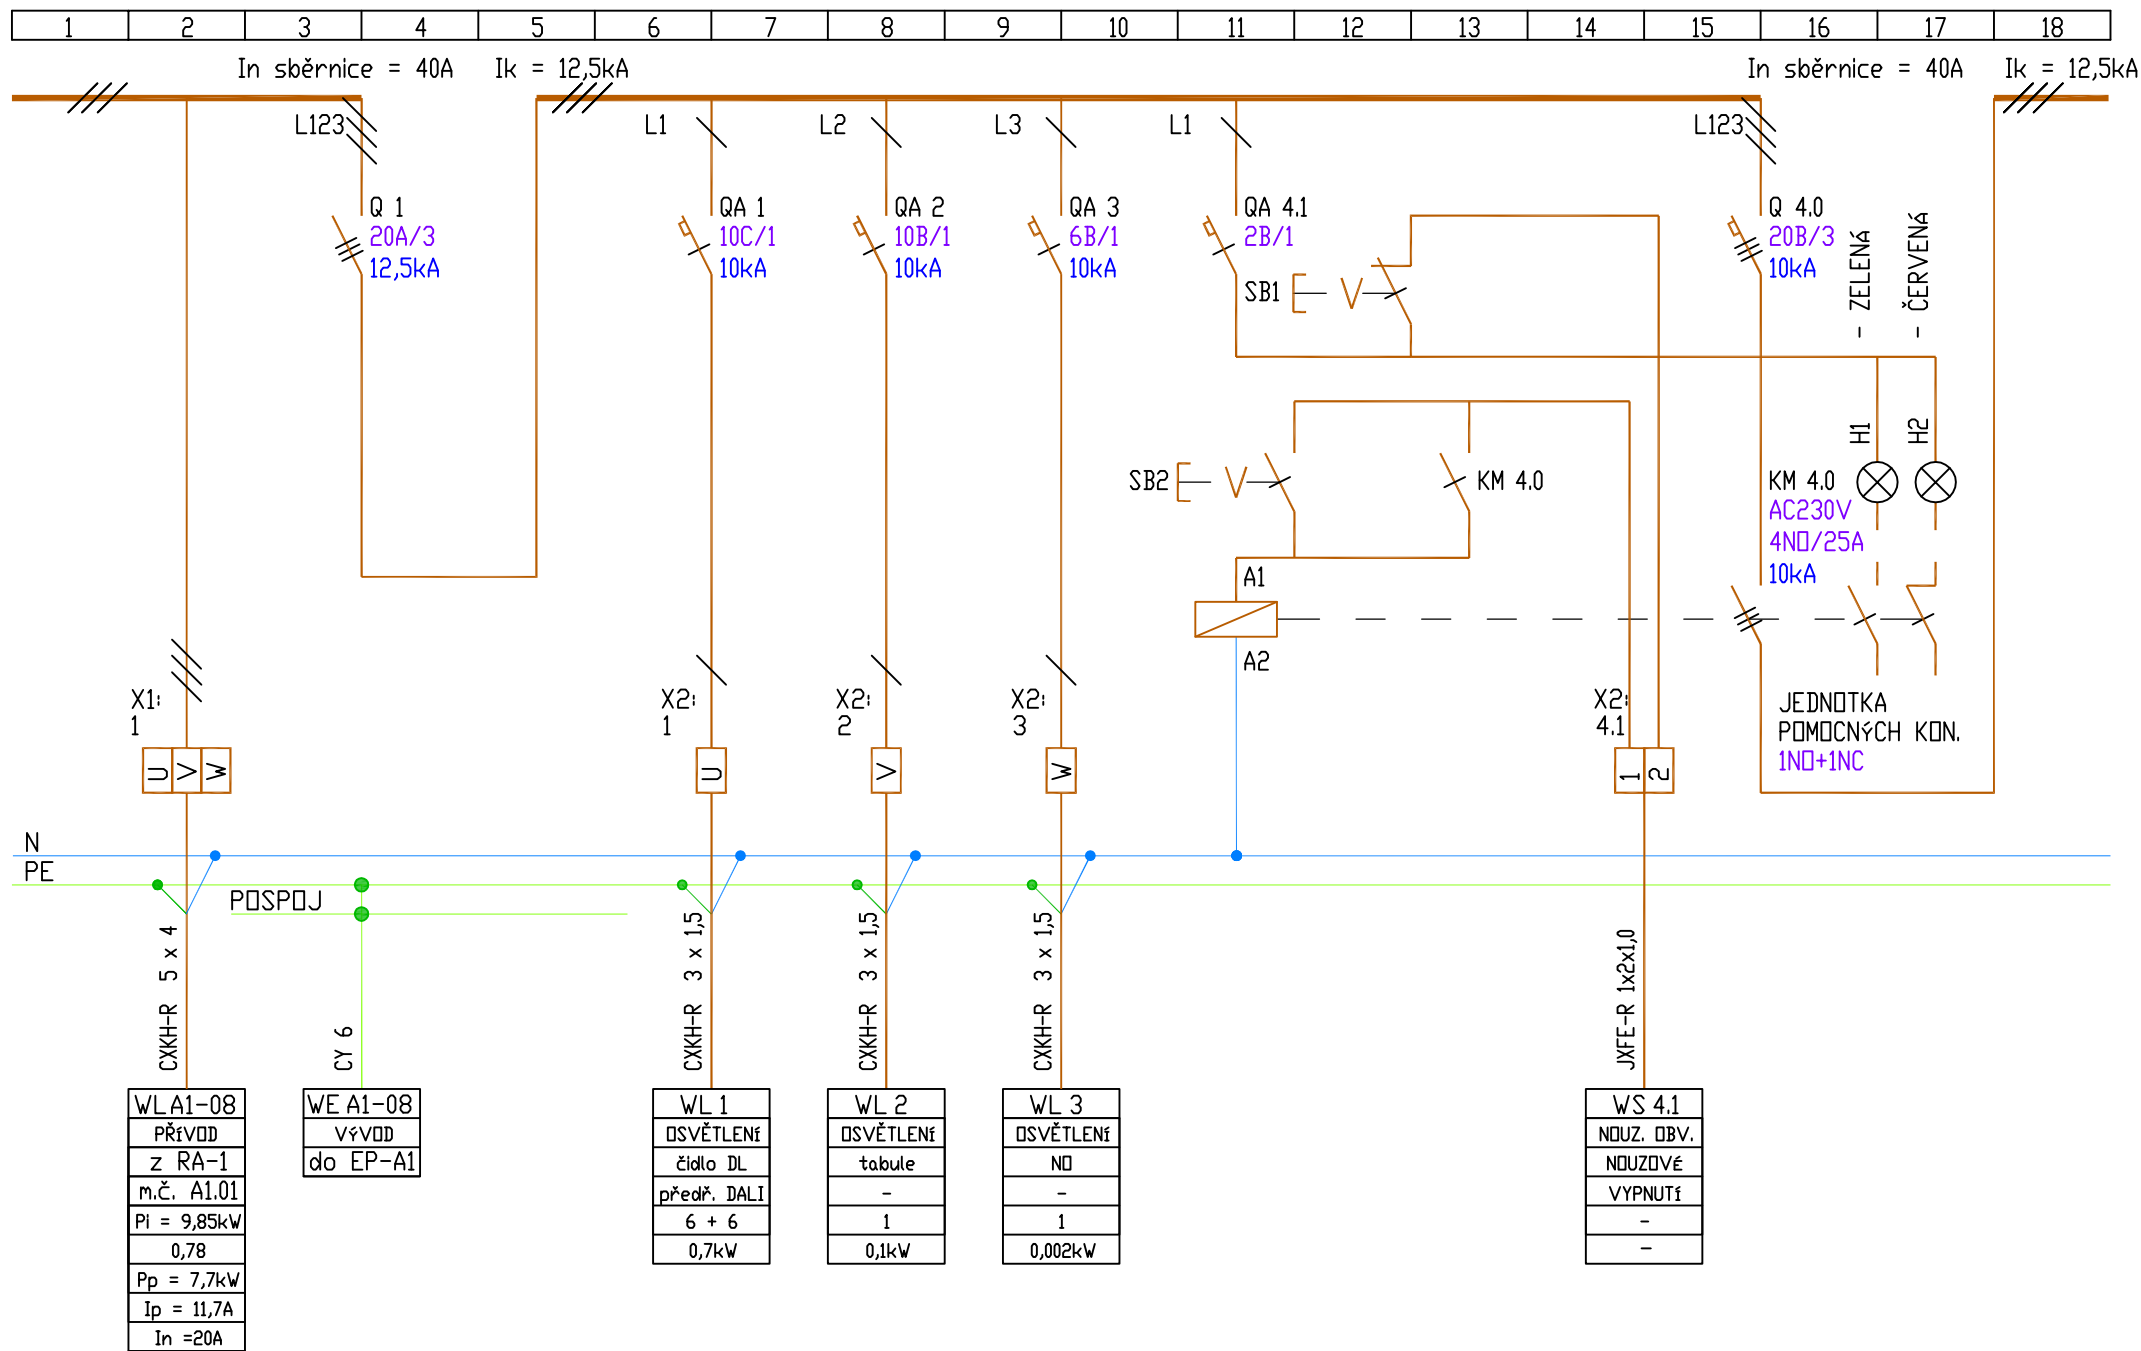 1 2 3 4 5 6 7 8 9 10 11 12 13 14 15 16 17 18
In sběrnice = 40A Ik = 12,5kA
In sběrnice = 40A Ik = 12,5kA
L123
L1
L2
L3
L1
L123
Q 1
20A/3
12,5kA
QA 1
10C/1
10kA
QA 2
10B/1
10kA
QA 3
6B/1
10kA
QA 4.1
2B/1
Q 4.0
20B/3
10kA
- ZELENÁ
- ČERVENÁ
SB1
V
H1
H2
SB2
V
KM 4.0
KM 4.0
AC230V
4NO/25A
10kA
A1
A2
X1:
1
X2:
1
X2:
2
X2:
3
X2:
4.1
JEDNOTKA
POMOCNÝCH KON.
1NO+1NC
U V W
U
V
W
1 2
N
PE
POSPOJ
CXKH-R 5 x 4
CY 6
CXKH-R 3 x 1,5
CXKH-R 3 x 1,5
CXKH-R 3 x 1,5
JXFE-R 1x2x1,0
WLA1-08
PŘÍVOD
z RA-1
m.č. A1.01
Pi = 9,85kW
0,78
Pp = 7,7kW
Ip = 11,7A
In =20A
WE A1-08
VÝVOD
do EP-A1
WL 1
OSVĚTLENÍ
čidlo DL
předř. DALI
6 + 6
0,7kW
WL 2
OSVĚTLENÍ
tabule
-
1
0,1kW
WL 3
OSVĚTLENÍ
NO
-
1
0,002kW
WS 4.1
NOUZ. OBV.
NOUZOVÉ
VYPNUTÍ
-
-